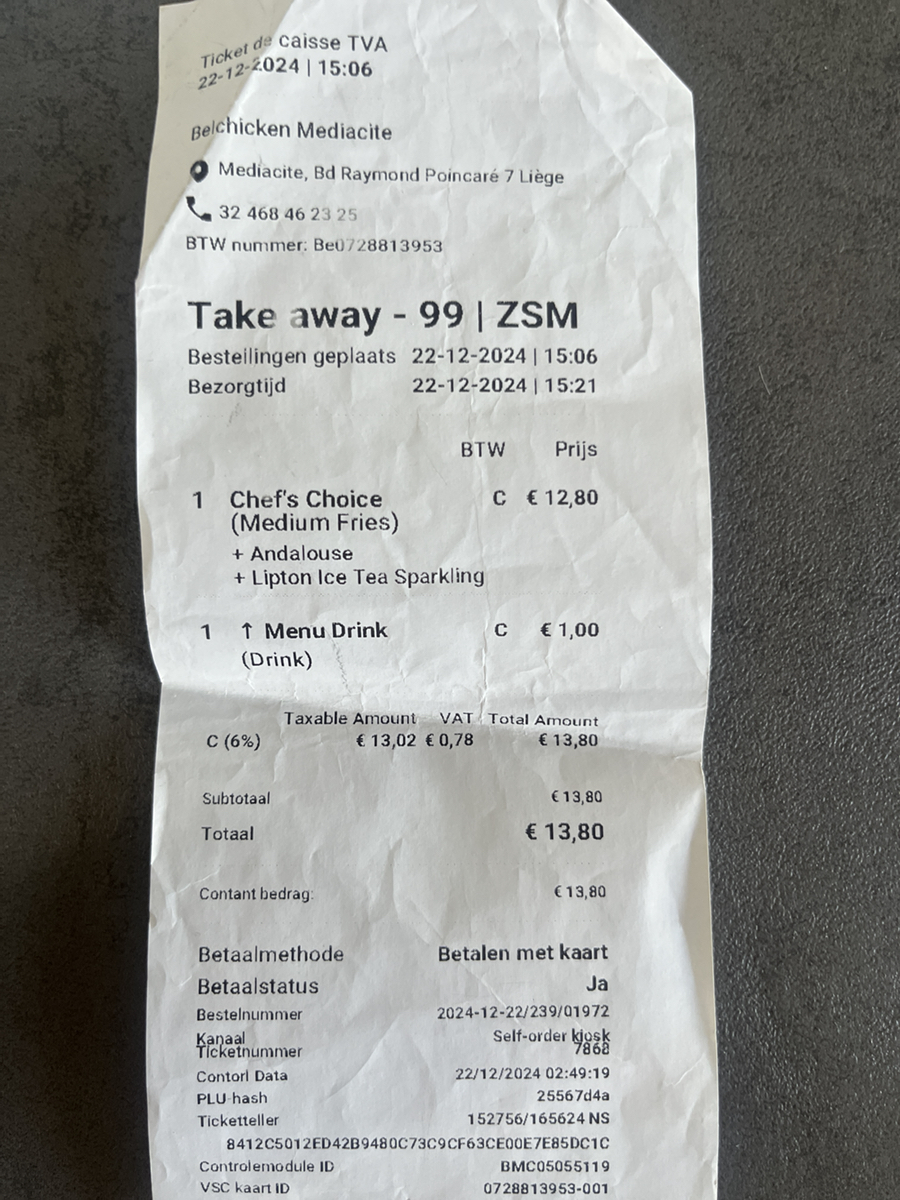 Ticket de caisse TVA
22-12-2024 | 15:06
Belchicken Mediacite
Mediacite, Bd Raymond Poincaré 7 Liège
32 468 46 23 25
BTW nummer: Be0728813953
Take away - 99 | ZSM
Bestellingen geplaats 22-12-2024 | 15:06
Bezorgtijd 22-12-2024 | 15:21
BTW Prijs
1 Chef's Choice C € 12,80
(Medium Fries)
+ Andalouse
+ Lipton Ice Tea Sparkling
1 ↑ Menu Drink C € 1,00
(Drink)
Taxable Amount VAT Total Amount
C (6%) € 13,02 € 0,78 € 13,80
Subtotaal € 13,80
Totaal € 13,80
Contant bedrag: € 13,80
Betaalmethode Betalen met kaart
Betaalstatus Ja
Bestelnummer 2024-12-22/239/01972
Kanaal Self-order kiosk
Ticketnummer 7868
Contorl Data 22/12/2024 02:49:19
PLU hash 25567d4a
Ticketteller 152756/165624 NS
8412C5012ED42B9480C73C9CF63CE00E7E85DC1C
Controlemodule ID BMC05055119
VSC kaart ID 0728813953-001